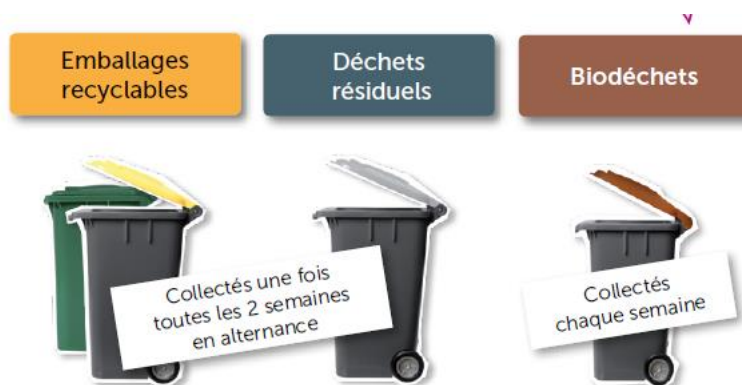 Emballages
recyclables
Déchets
résiduels
Biodéchets
Collectés une fois
toutes les 2 semaines
en alternance
Collectés
chaque semaine